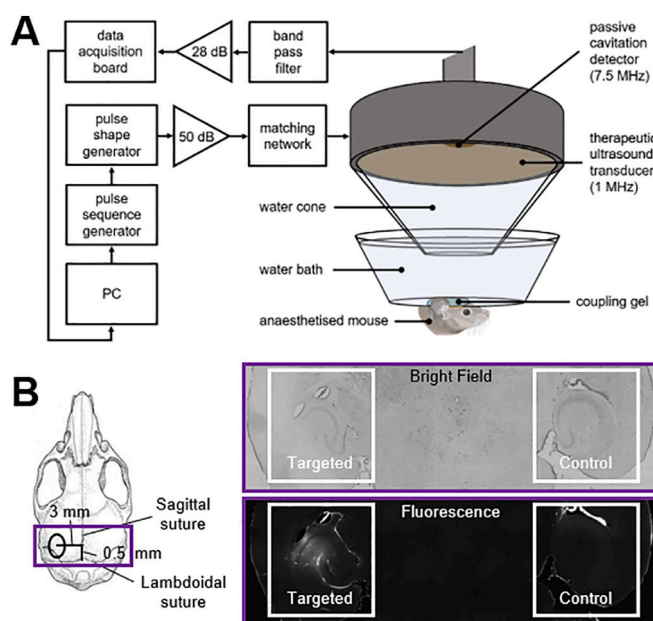 A
data
acquisition
board
28 dB
band
pass
filter
passive
cavitation
detector
(7.5 MHz)
pulse
shape
generator
50 dB
matching
network
therapeutic
ultrasound
transducer
(1 MHz)
pulse
sequence
generator
water cone
water bath
PC
coupling gel
anaesthetised mouse
B
3 mm
Sagittal
suture
0.5 mm
Lambdoidal
suture
Bright Field
Targeted
Control
Fluorescence
Targeted
Control